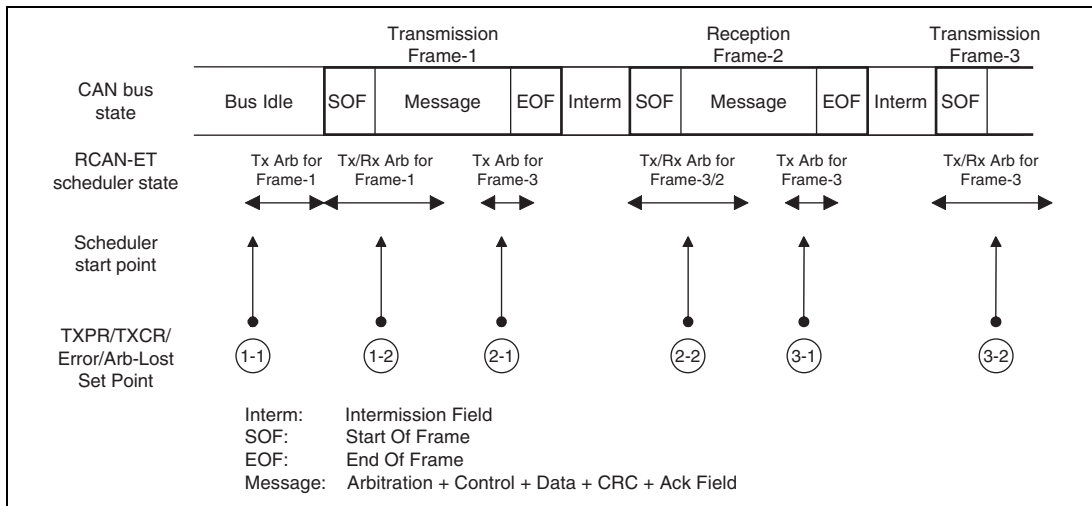 Transmission
Frame-1
Reception
Frame-2
Transmission
Frame-3
CAN bus
state
Bus Idle
SOF
Message
EOF
Interm
SOF
Message
EOF
Interm
SOF
RCAN-ET
scheduler state
Tx Arb for
Frame-1
Tx/Rx Arb for
Frame-1
Tx Arb for
Frame-3
Tx/Rx Arb for
Frame-3/2
Tx Arb for
Frame-3
Tx/Rx Arb for
Frame-3
Scheduler
start point
TXPR/TXCR/
Error/Arb-Lost
Set Point
1-1
1-2
2-1
2-2
3-1
3-2
Interm: Intermission Field
SOF: Start Of Frame
EOF: End Of Frame
Message: Arbitration + Control + Data + CRC + Ack Field